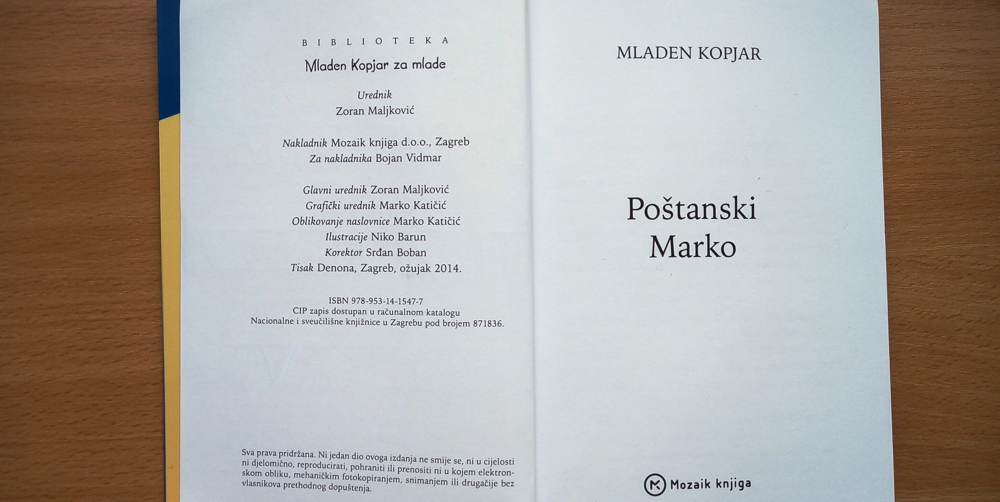 BIBLIOTEKA
Mladen Kopjar za mlade
Urednik
Zoran Maljković
Nakladnik Mozaik knjiga d.o.o., Zagreb
Za nakladnika Bojan Vidmar
Glavni urednik Zoran Maljković
Grafički urednik Marko Katičić
Oblikovanje naslovnice Marko Katičić
Ilustracije Niko Barun
Korektor Srđan Boban
Tisak Denona, Zagreb, ožujak 2014.
ISBN 978-953-14-1547-7
CIP zapis dostupan u računalnom katalogu
Nacionalne i sveučilišne knjižnice u Zagrebu pod brojem 871836.
Sva prava pridržana. Ni jedan dio ovoga izdanja ne smije se, ni u cijelosti
ni djelomično, reproducirati, pohraniti ili prenositi ni u kojem elektron-
skom obliku, mehaničkim fotokopiranjem, snimanjem ili drugačije bez
vlasnikova prethodnog dopuštenja.
MLADEN KOPJAR
Poštanski
Marko
Mozaik knjiga